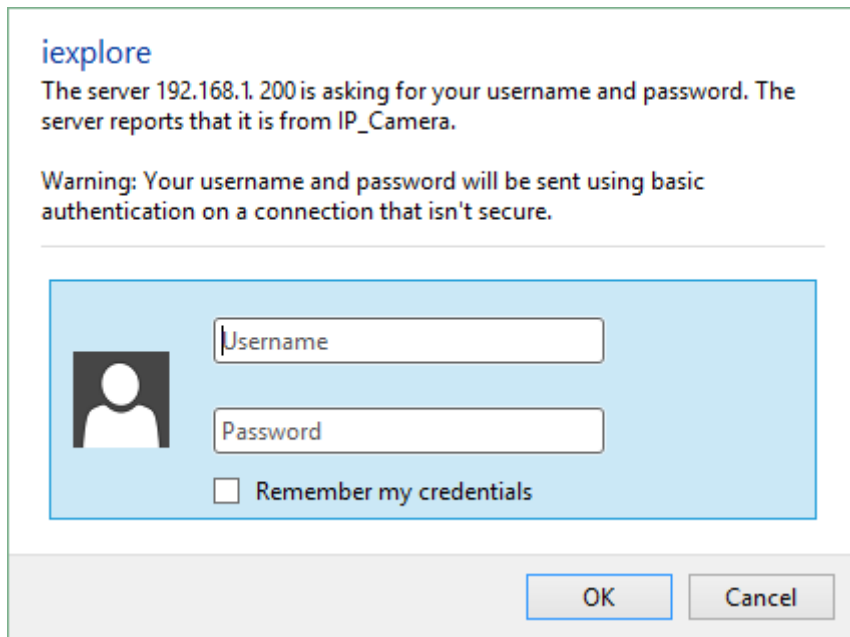 iexplore
The server 192.168.1. 200 is asking for your username and password. The
server reports that it is from IP_Camera.
Warning: Your username and password will be sent using basic
authentication on a connection that isn't secure.
Username
Password
Remember my credentials
OK
Cancel